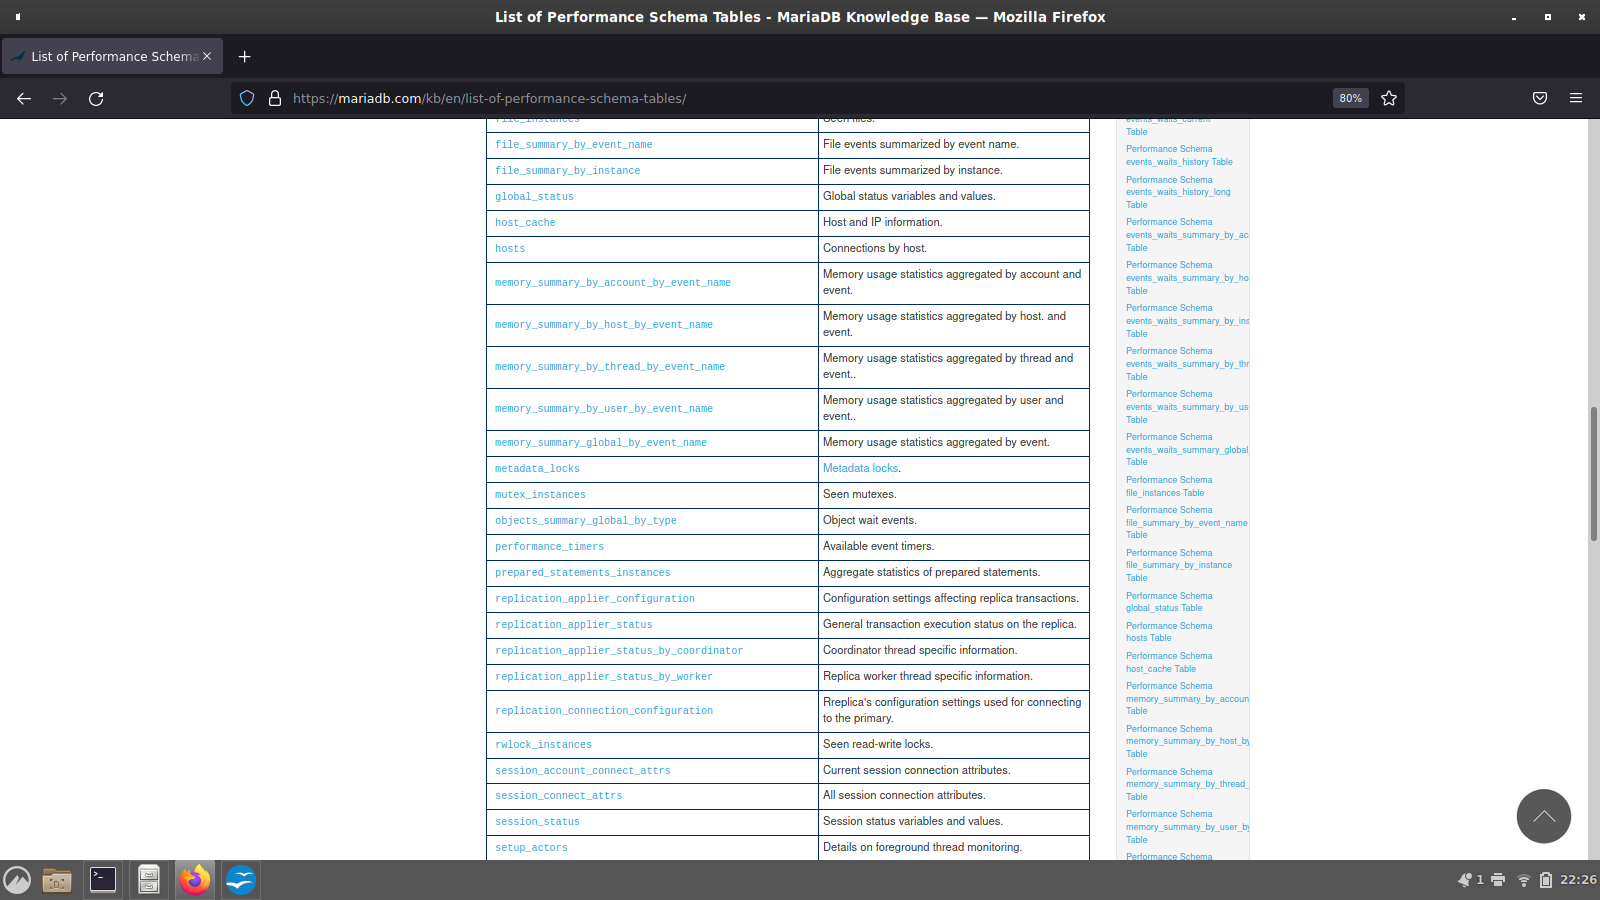 List of Performance Schema Tables - MariaDB Knowledge Base — Mozilla Firefox
List of Performance Schema
https://mariadb.com/kb/en/list-of-performance-schema-tables/
80%
file_instances Seen files.
file_summary_by_event_name File events summarized by event name.
file_summary_by_instance File events summarized by instance.
global_status Global status variables and values.
host_cache Host and IP information.
hosts Connections by host.
memory_summary_by_account_by_event_name Memory usage statistics aggregated by account and
event.
memory_summary_by_host_by_event_name Memory usage statistics aggregated by host. and
event.
memory_summary_by_thread_by_event_name Memory usage statistics aggregated by thread and
event..
memory_summary_by_user_by_event_name Memory usage statistics aggregated by user and
event..
memory_summary_global_by_event_name Memory usage statistics aggregated by event.
metadata_locks Metadata locks.
mutex_instances Seen mutexes.
objects_summary_global_by_type Object wait events.
performance_timers Available event timers.
prepared_statements_instances Aggregate statistics of prepared statements.
replication_applier_configuration Configuration settings affecting replica transactions.
replication_applier_status General transaction execution status on the replica.
replication_applier_status_by_coordinator Coordinator thread specific information.
replication_applier_status_by_worker Replica worker thread specific information.
replication_connection_configuration Rreplica's configuration settings used for connecting
to the primary.
rwlock_instances Seen read-write locks.
session_account_connect_attrs Current session connection attributes.
session_connect_attrs All session connection attributes.
session_status Session status variables and values.
setup_actors Details on foreground thread monitoring.
events_waits_current
Table
Performance Schema
events_waits_history Table
Performance Schema
events_waits_history_long
Table
Performance Schema
events_waits_summary_by_ac
Table
Performance Schema
events_waits_summary_by_ho
Table
Performance Schema
events_waits_summary_by_ins
Table
Performance Schema
events_waits_summary_by_thr
Table
Performance Schema
events_waits_summary_by_us
Table
Performance Schema
events_waits_summary_global_
Table
Performance Schema
file_instances Table
Performance Schema
file_summary_by_event_name
Table
Performance Schema
file_summary_by_instance
Table
Performance Schema
global_status Table
Performance Schema
hosts Table
Performance Schema
host_cache Table
Performance Schema
memory_summary_by_accoun
Table
Performance Schema
memory_summary_by_host_by
Table
Performance Schema
memory_summary_by_thread_
Table
Performance Schema
memory_summary_by_user_by
Table
Performance Schema
1
22:26